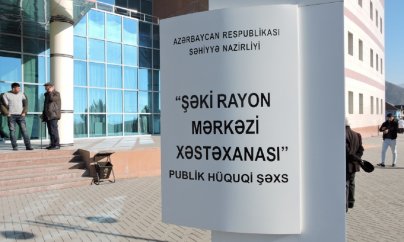 AZƏRBAYCAN RESPUBLİKASI
SƏHİYYƏ NAZİRLİYİ
“ŞƏKİ RAYON
MƏRKƏZİ
XƏSTƏXANASI”
PUBLİK HÜQUQİ ŞƏXS